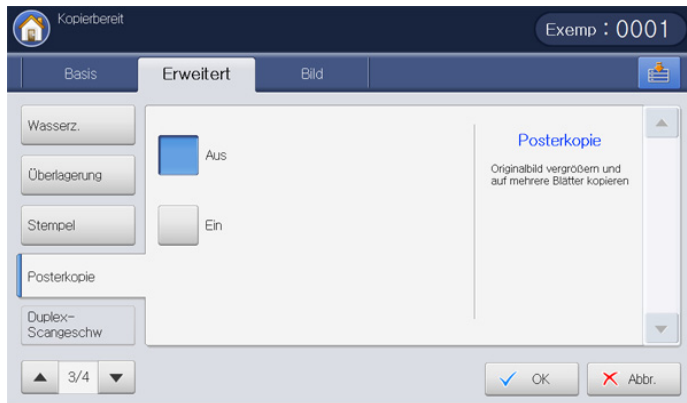 Kopierbereit
Exemp : 0001
Basis
Erweitert
Bild
Wasserz.
Überlagerung
Stempel
Posterkopie
Duplex-
Scangeschw
3/4
Aus
Ein
Posterkopie
Originalbild vergrößern und
auf mehrere Blätter kopieren
OK
Abbr.